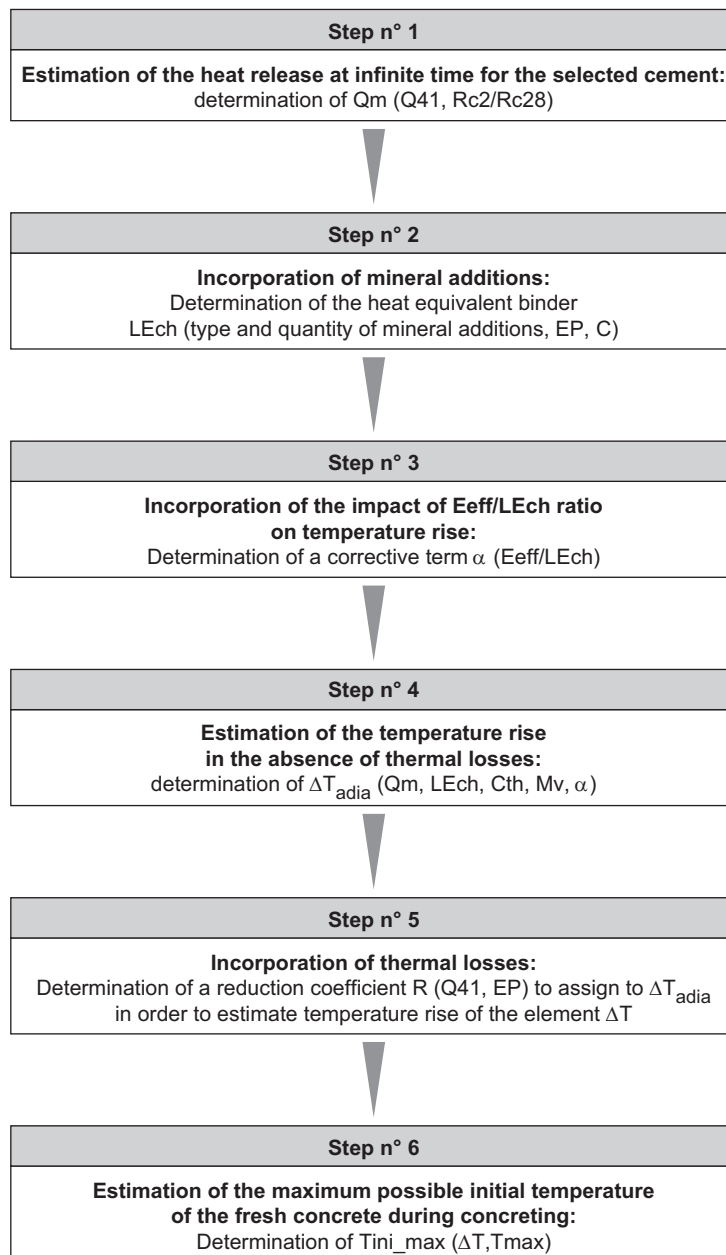 Step n° 1
Estimation of the heat release at infinite time for the selected cement:
determination of Qm (Q41, Rc2/Rc28)
Step n° 2
Incorporation of mineral additions:
Determination of the heat equivalent binder
LEch (type and quantity of mineral additions, EP, C)
Step n° 3
Incorporation of the impact of Eeff/LEch ratio
on temperature rise:
Determination of a corrective term α (Eeff/LEch)
Step n° 4
Estimation of the temperature rise
in the absence of thermal losses:
determination of ΔTadia (Qm, LEch, Cth, Mv, α)
Step n° 5
Incorporation of thermal losses:
Determination of a reduction coefficient R (Q41, EP) to assign to ΔTadia
in order to estimate temperature rise of the element ΔT
Step n° 6
Estimation of the maximum possible initial temperature
of the fresh concrete during concreting:
Determination of Tini_max (ΔT,Tmax)